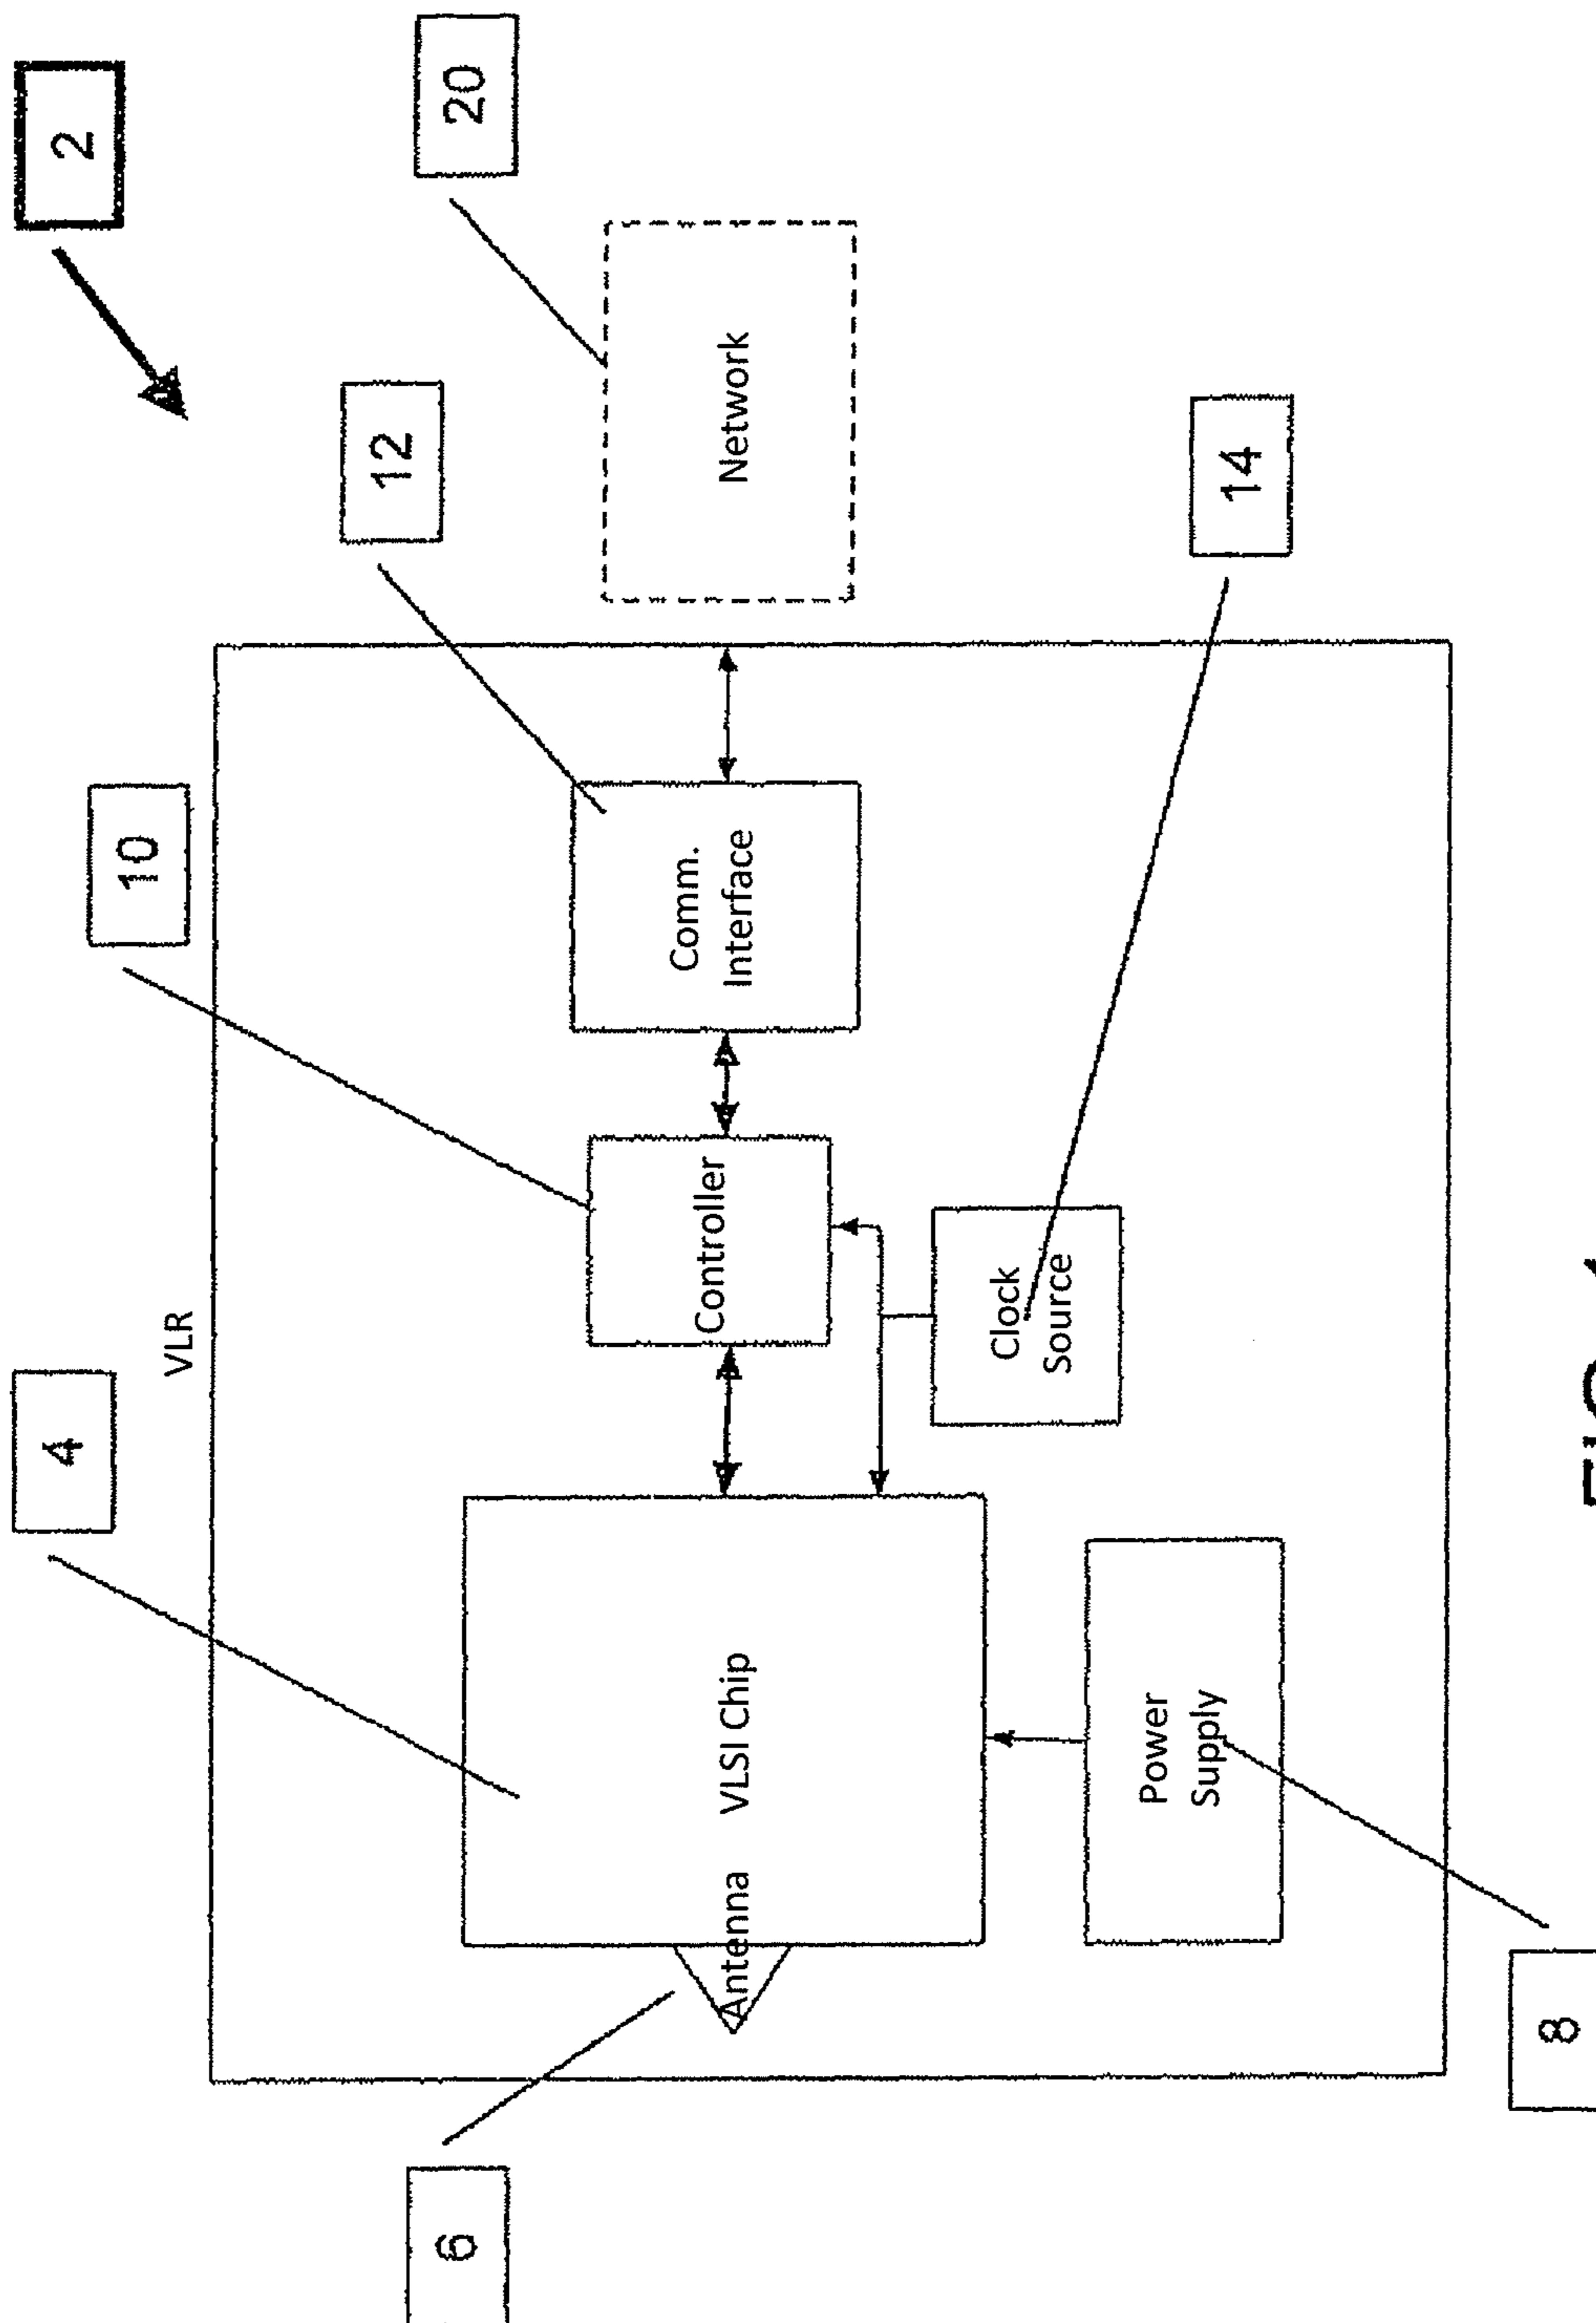 2
20
12
10
4
VLR
Network
Comm.
Interface
Controller
VLSI Chip
Antenna
Clock
Source
14
Power
Supply
6
8